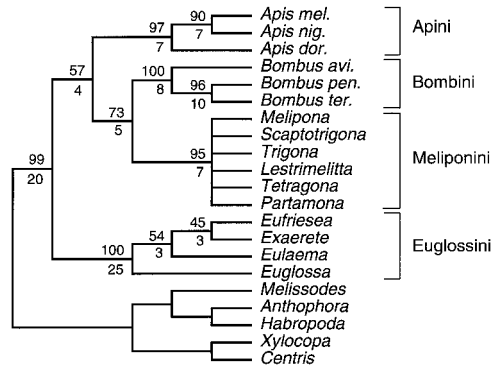 90 Apis mel.
97 7 Apis nig. Apini
7 Apis dor.
57 100 Bombus avi.
4 8 96 Bombus pen. Bombini
10 Bombus ter.
73 Melipona
5 Scaptotrigona
95 Trigona
7 Lestrimelitta Meliponini
Tetragona
Partamona
99 45 Eufriesea
20 54 3 Exaerete
100 3 Eulaema Euglossini
25 Euglossa
Melissodes
Anthophora
Habropoda
Xylocopa
Centris